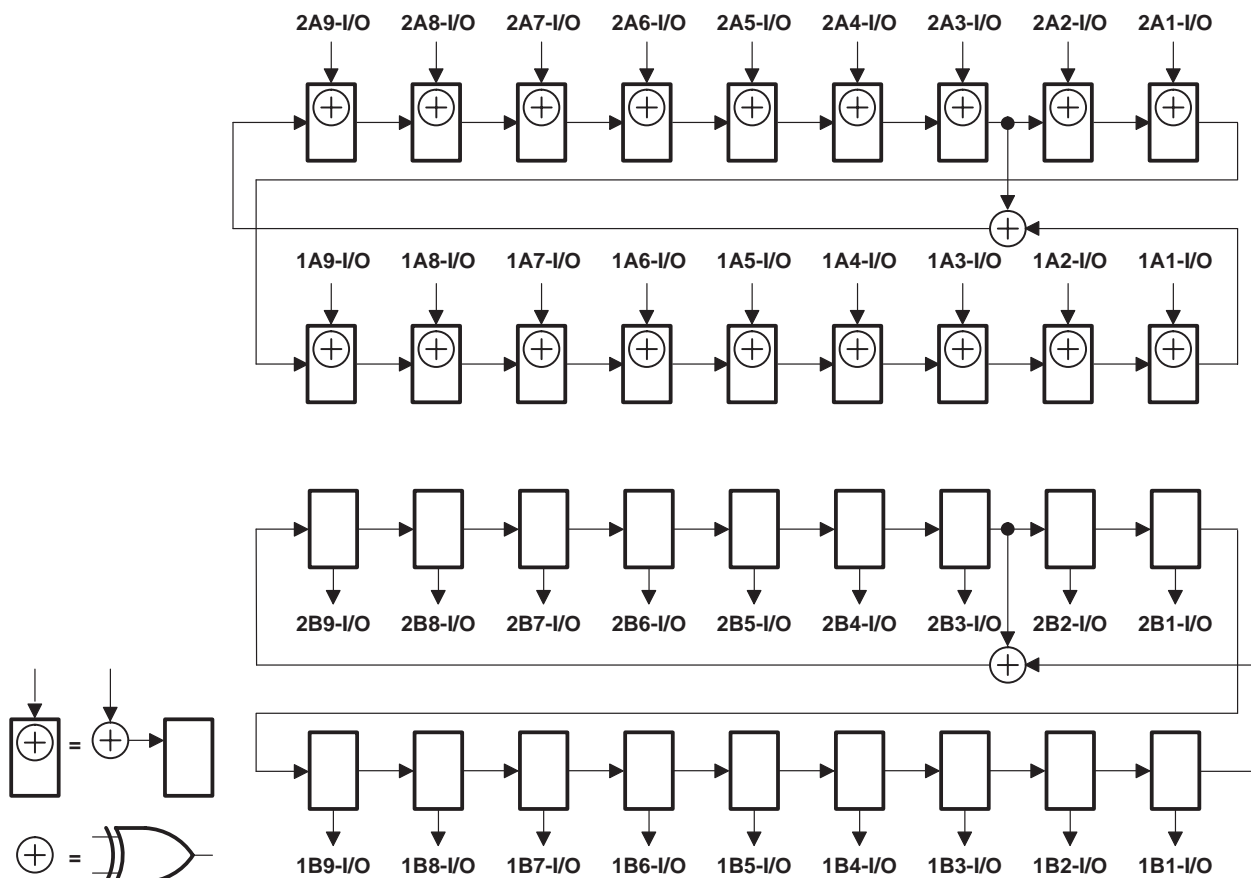 2A9-I/O 2A8-I/O 2A7-I/O 2A6-I/O 2A5-I/O 2A4-I/O 2A3-I/O 2A2-I/O 2A1-I/O
1A9-I/O 1A8-I/O 1A7-I/O 1A6-I/O 1A5-I/O 1A4-I/O 1A3-I/O 1A2-I/O 1A1-I/O
2B9-I/O 2B8-I/O 2B7-I/O 2B6-I/O 2B5-I/O 2B4-I/O 2B3-I/O 2B2-I/O 2B1-I/O
=
=
1B9-I/O 1B8-I/O 1B7-I/O 1B6-I/O 1B5-I/O 1B4-I/O 1B3-I/O 1B2-I/O 1B1-I/O